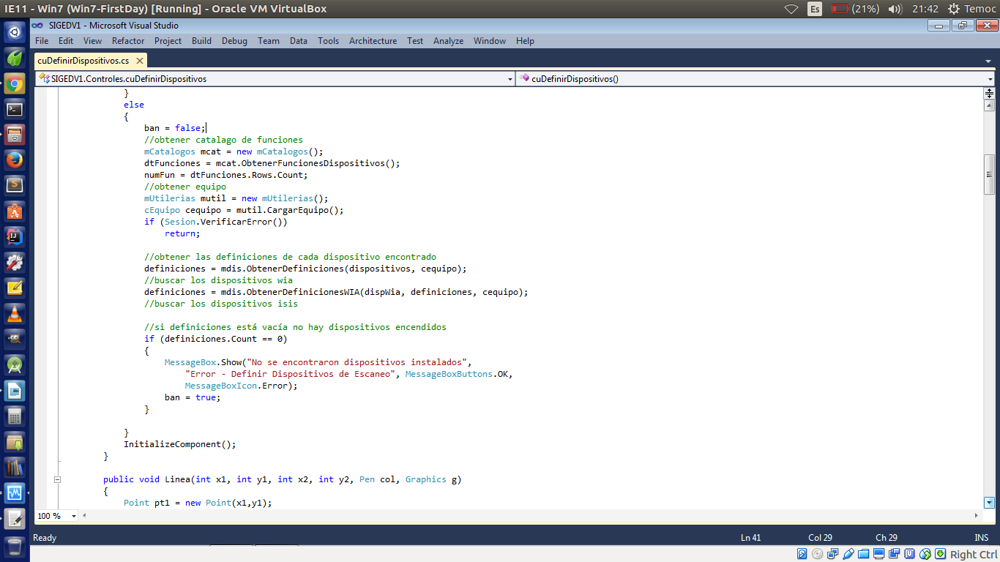 IE11 - Win7 (Win7-FirstDay) [Running] - Oracle VM VirtualBox
Es (21%) 21:42 Temoc
SIGEDV1 - Microsoft Visual Studio
File Edit View Refactor Project Build Debug Team Data Tools Architecture Test Analyze Window Help
cuDefinirDispositivos.cs
SIGEDV1.Controles.cuDefinirDispositivos
cuDefinirDispositivos()
}
else
{
ban = false;
//obtener catalago de funciones
mCatalogos mcat = new mCatalogos();
dtFunciones = mcat.ObtenerFuncionesDispositivos();
numFun = dtFunciones.Rows.Count;
//obtener equipo
mUtilerias mutil = new mUtilerias();
cEquipo cequipo = mutil.CargarEquipo();
if (Sesion.VerificarError())
return;
//obtener las definiciones de cada dispositivo encontrado
definiciones = mdis.ObtenerDefiniciones(dispositivos, cequipo);
//buscar los dispositivos wia
definiciones = mdis.ObtenerDefinicionesWIA(dispWia, definiciones, cequipo);
//buscar los dispositivos isis
//si definiciones está vacía no hay dispositivos encendidos
if (definiciones.Count == 0)
{
MessageBox.Show("No se encontraron dispositivos instalados",
"Error - Definir Dispositivos de Escaneo", MessageBoxButtons.OK,
MessageBoxIcon.Error);
ban = true;
}
}
InitializeComponent();
}
public void Linea(int x1, int y1, int x2, int y2, Pen col, Graphics g)
{
Point pt1 = new Point(x1,y1);
100 %
Ready Ln 41 Col 29 Ch 29 INS
Right Ctrl